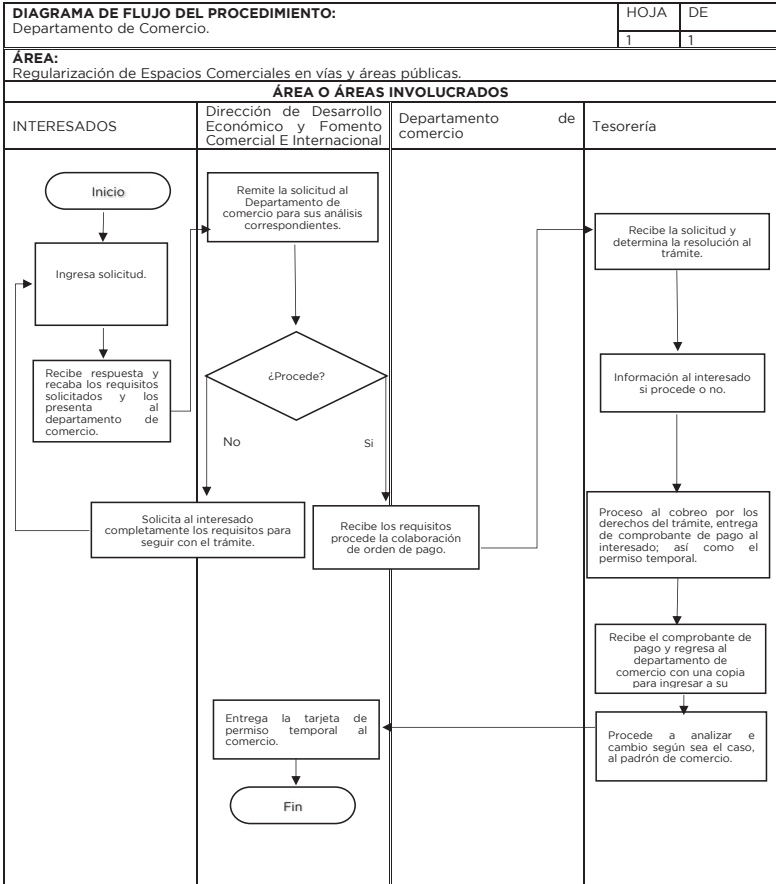 DIAGRAMA DE FLUJO DEL PROCEDIMIENTO:
Departamento de Comercio.
HOJA DE
1 1
ÁREA:
Regularización de Espacios Comerciales en vías y áreas públicas.
ÁREA O ÁREAS INVOLUCRADOS
INTERESADOS
Dirección de Desarrollo
Económico y Fomento
Comercial E Internacional
Departamento de
comercio
Tesorería
Inicio
Ingresa solicitud.
Recibe respuesta y
recaba los requisitos
solicitados y los
presenta al
departamento de
comercio.
Remite la solicitud al
Departamento de
comercio para sus análisis
correspondientes.
¿Procede?
No
Si
Solicita al interesado
completamente los requisitos para
seguir con el trámite.
Recibe los requisitos
procede la colaboración
de orden de pago.
Recibe la solicitud y
determina la resolución al
trámite.
Información al interesado
si procede o no.
Proceso al cobreo por los
derechos del trámite, entrega
de comprobante de pago al
interesado; así como el
permiso temporal.
Recibe el comprobante de
pago y regresa al
departamento de
comercio con una copia
para ingresar a su
Procede a analizar e
cambio según sea el caso,
al padrón de comercio.
Entrega la tarjeta de
permiso temporal al
comercio.
Fin